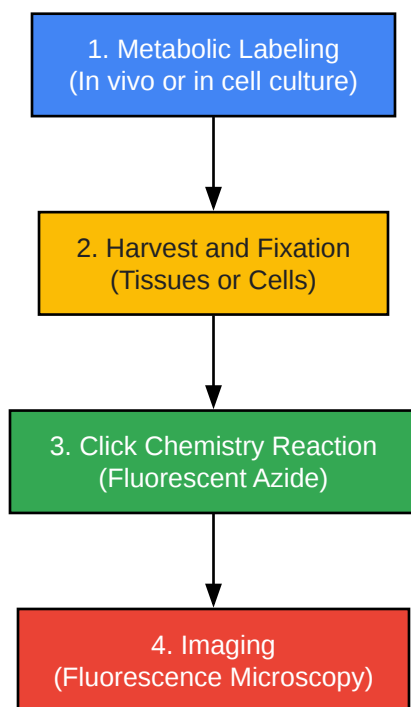 1. Metabolic Labeling
(In vivo or in cell culture)
2. Harvest and Fixation
(Tissues or Cells)
3. Click Chemistry Reaction
(Fluorescent Azide)
4. Imaging
(Fluorescence Microscopy)